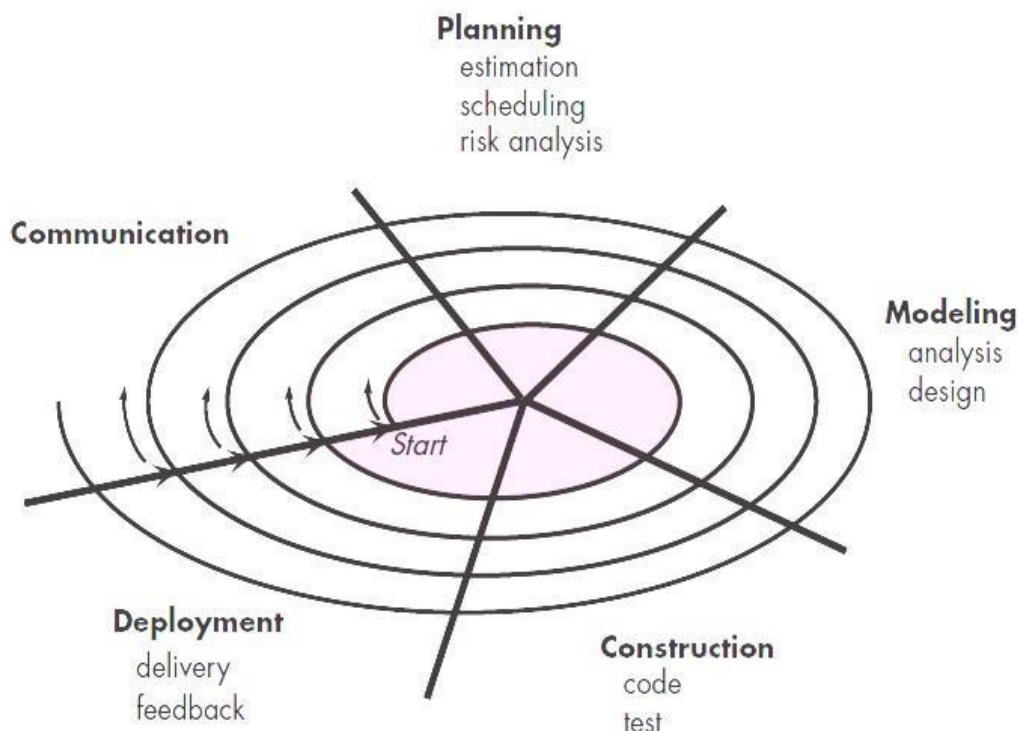 Planning
estimation
scheduling
risk analysis
Communication
Modeling
analysis
design
Start
Deployment
delivery
feedback
Construction
code
test